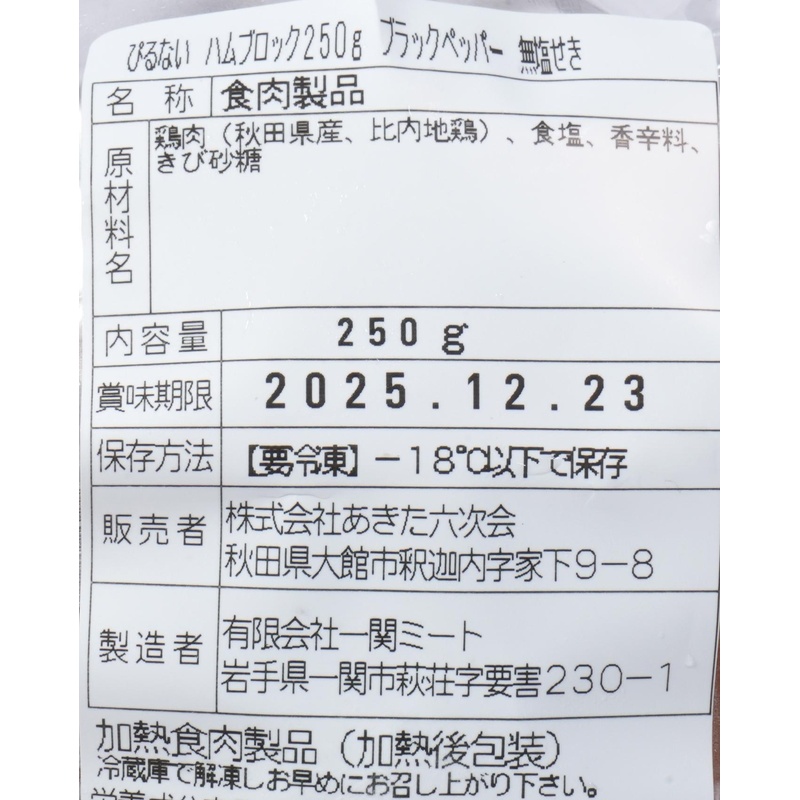 ぴるない ハムブロック250g ブラックペッパー 無塩せき
名称 食肉製品
原材料名 鶏肉（秋田県産、比内地鶏）、食塩、香辛料、
きび砂糖
内容量 250g
賞味期限 2025.12.23
保存方法 【要冷凍】－18℃以下で保存
販売者 株式会社あきた六次会
秋田県大館市釈迦内字家下9－8
製造者 有限会社一関ミート
岩手県一関市萩荘字要害230－1
加熱食肉製品（加熱後包装）
冷蔵庫で解凍しお早めにお召し上がり下さい。